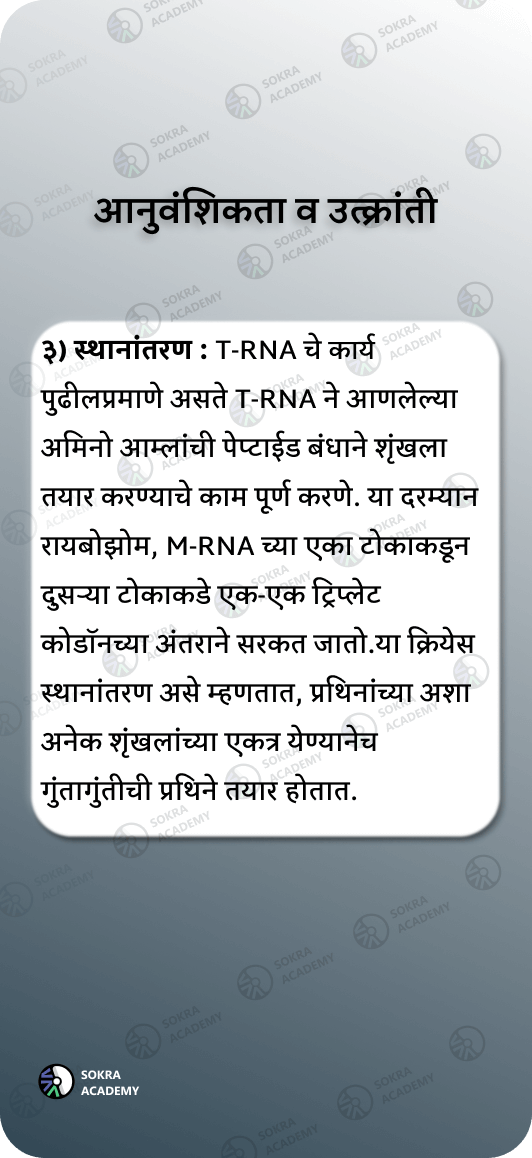 आनुवंशिकता व उत्क्रांती
३) स्थानांतरण : T-RNA चे कार्य
पुढीलप्रमाणे असते T-RNA ने आणलेल्या
अमिनो आम्लांची पेप्टाईड बंधाने शृंखला
तयार करण्याचे काम पूर्ण करणे. या दरम्यान
रायबोझोम, M-RNA च्या एका टोकाकडून
दुसऱ्या टोकाकडे एक-एक ट्रिप्लेट
कोडॉनच्या अंतराने सरकत जातो.या क्रियेस
स्थानांतरण असे म्हणतात, प्रथिनांच्या अशा
अनेक शृंखलांच्या एकत्र येण्यानेच
गुंतागुंतीची प्रथिने तयार होतात.
SOKRA
ACADEMY